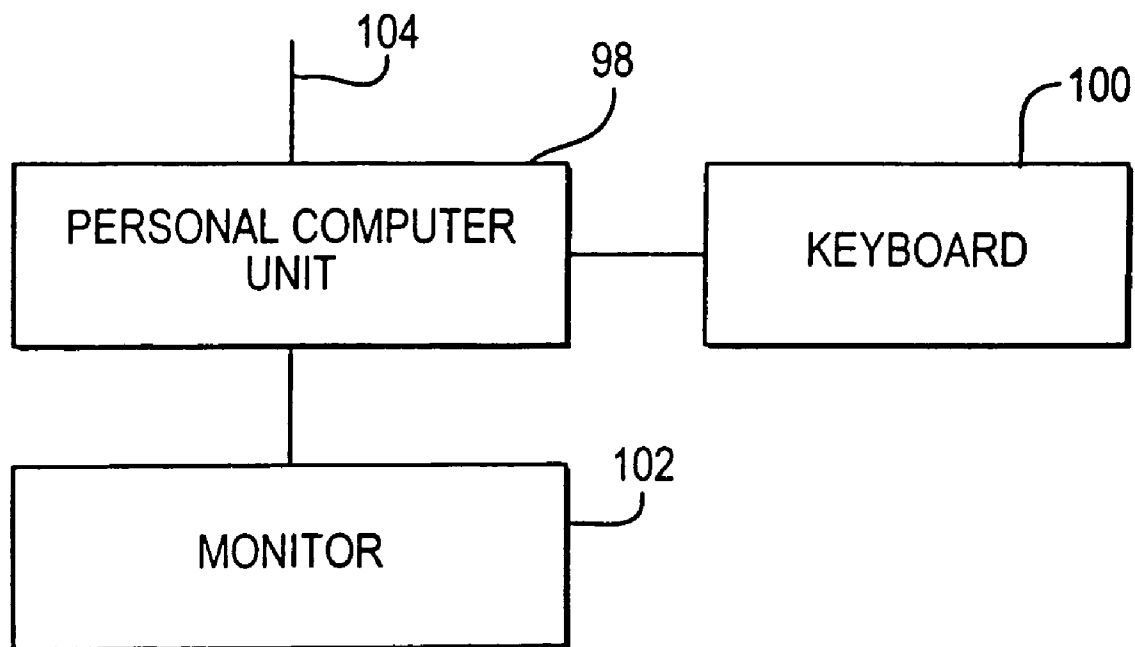 104
98
100
PERSONAL COMPUTER
UNIT
KEYBOARD
102
MONITOR